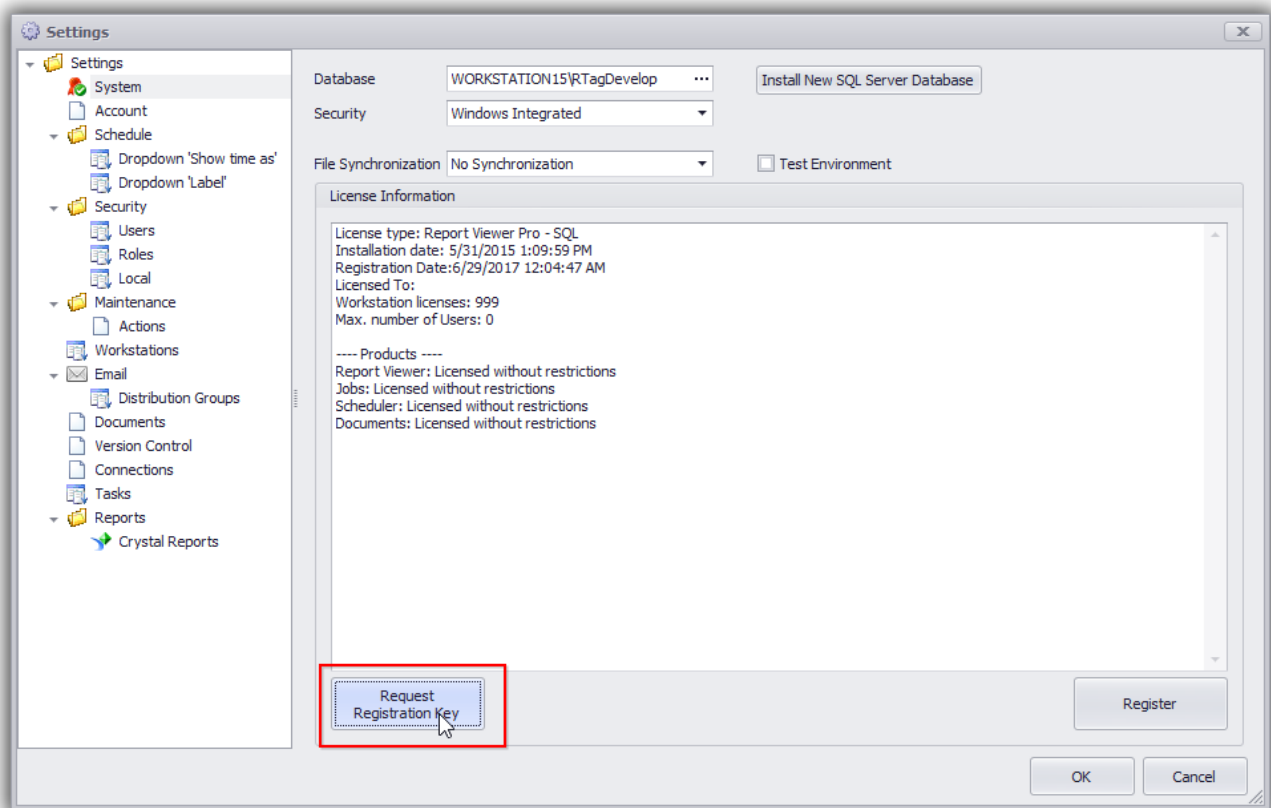 Settings
Settings
System
Account
Schedule
Dropdown 'Show time as'
Dropdown 'Label'
Security
Users
Roles
Local
Maintenance
Actions
Workstations
Email
Distribution Groups
Documents
Version Control
Connections
Tasks
Reports
Crystal Reports
Database WORKSTATION15\RTagDevelop ... Install New SQL Server Database
Security Windows Integrated
File Synchronization No Synchronization Test Environment
License Information
License type: Report Viewer Pro - SQL
Installation date: 5/31/2015 1:09:59 PM
Registration Date:6/29/2017 12:04:47 AM
Licensed To:
Workstation licenses: 999
Max. number of Users: 0
---- Products ----
Report Viewer: Licensed without restrictions
Jobs: Licensed without restrictions
Scheduler: Licensed without restrictions
Documents: Licensed without restrictions
Request
Registration Key
Register
OK Cancel